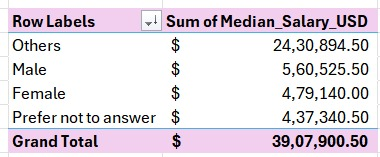 Row Labels Sum of Median_Salary_USD
Others $ 24,30,894.50
Male $ 5,60,525.50
Female $ 4,79,140.00
Prefer not to answer $ 4,37,340.50
Grand Total $ 39,07,900.50